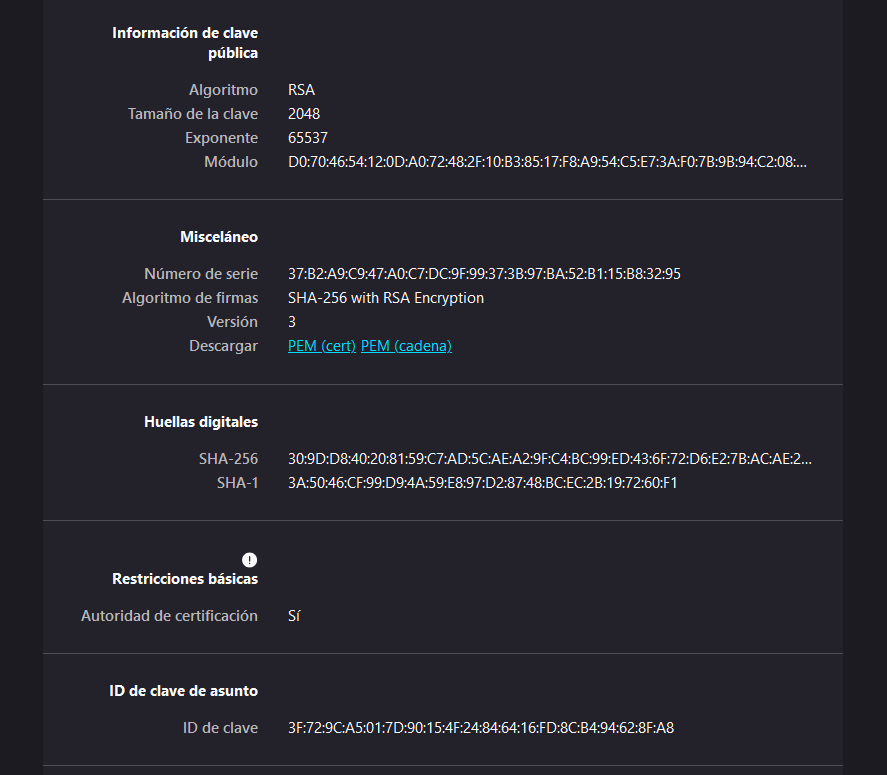 Información de clave
pública
Algoritmo RSA
Tamaño de la clave 2048
Exponente 65537
Módulo D0:70:46:54:12:0D:A0:72:48:2F:10:B3:85:17:F8:A9:54:C5:E7:3A:F0:7B:9B:94:C2:08:...
Misceláneo
Número de serie 37:B2:A9:C9:47:A0:C7:DC:9F:99:37:3B:97:BA:52:B1:15:B8:32:95
Algoritmo de firmas SHA-256 with RSA Encryption
Versión 3
Descargar PEM (cert) PEM (cadena)
Huellas digitales
SHA-256 30:9D:D8:40:20:81:59:C7:AD:5C:AE:A2:9F:C4:BC:99:ED:43:6F:72:D6:E2:7B:AC:AE:2...
SHA-1 3A:50:46:CF:99:D9:4A:59:E8:97:D2:87:48:BC:EC:2B:19:72:60:F1
Restricciones básicas
Autoridad de certificación Sí
ID de clave de asunto
ID de clave 3F:72:9C:A5:01:7D:90:15:4F:24:84:64:16:FD:8C:B4:94:62:8F:A8